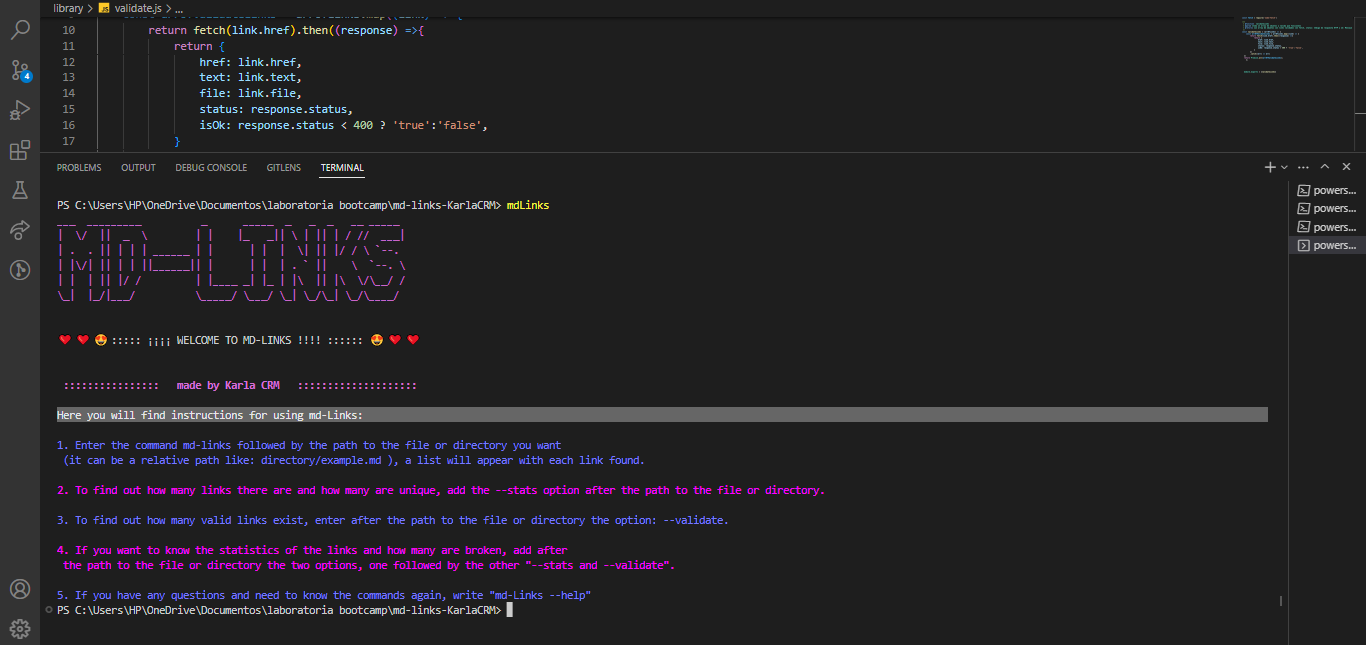 library > JS validate.js > ...
10 return fetch(link.href).then((response) =>{
11 return {
12 href: link.href,
13 text: link.text,
14 file: link.file,
15 status: response.status,
16 isOk: response.status < 400 ? 'true':'false',
17 }
4
PROBLEMS OUTPUT DEBUG CONSOLE GITLENS TERMINAL
PS C:\Users\HP\OneDrive\Documentos\laboratoria bootcamp\md-links-KarlaCRM> mdLinks
MD-LINKS
::::: ¡¡¡¡ WELCOME TO MD-LINKS !!!! ::::::
:::::::::::::::: made by Karla CRM ::::::::::::::::::::
Here you will find instructions for using md-Links:
1. Enter the command md-links followed by the path to the file or directory you want
(it can be a relative path like: directory/example.md ), a list will appear with each link found.
2. To find out how many links there are and how many are unique, add the --stats option after the path to the file or directory.
3. To find out how many valid links exist, enter after the path to the file or directory the option: --validate.
4. If you want to know the statistics of the links and how many are broken, add after
the path to the file or directory the two options, one followed by the other "--stats and --validate".
5. If you have any questions and need to know the commands again, write "md-Links --help"
PS C:\Users\HP\OneDrive\Documentos\laboratoria bootcamp\md-links-KarlaCRM>
powers...
powers...
powers...
powers...